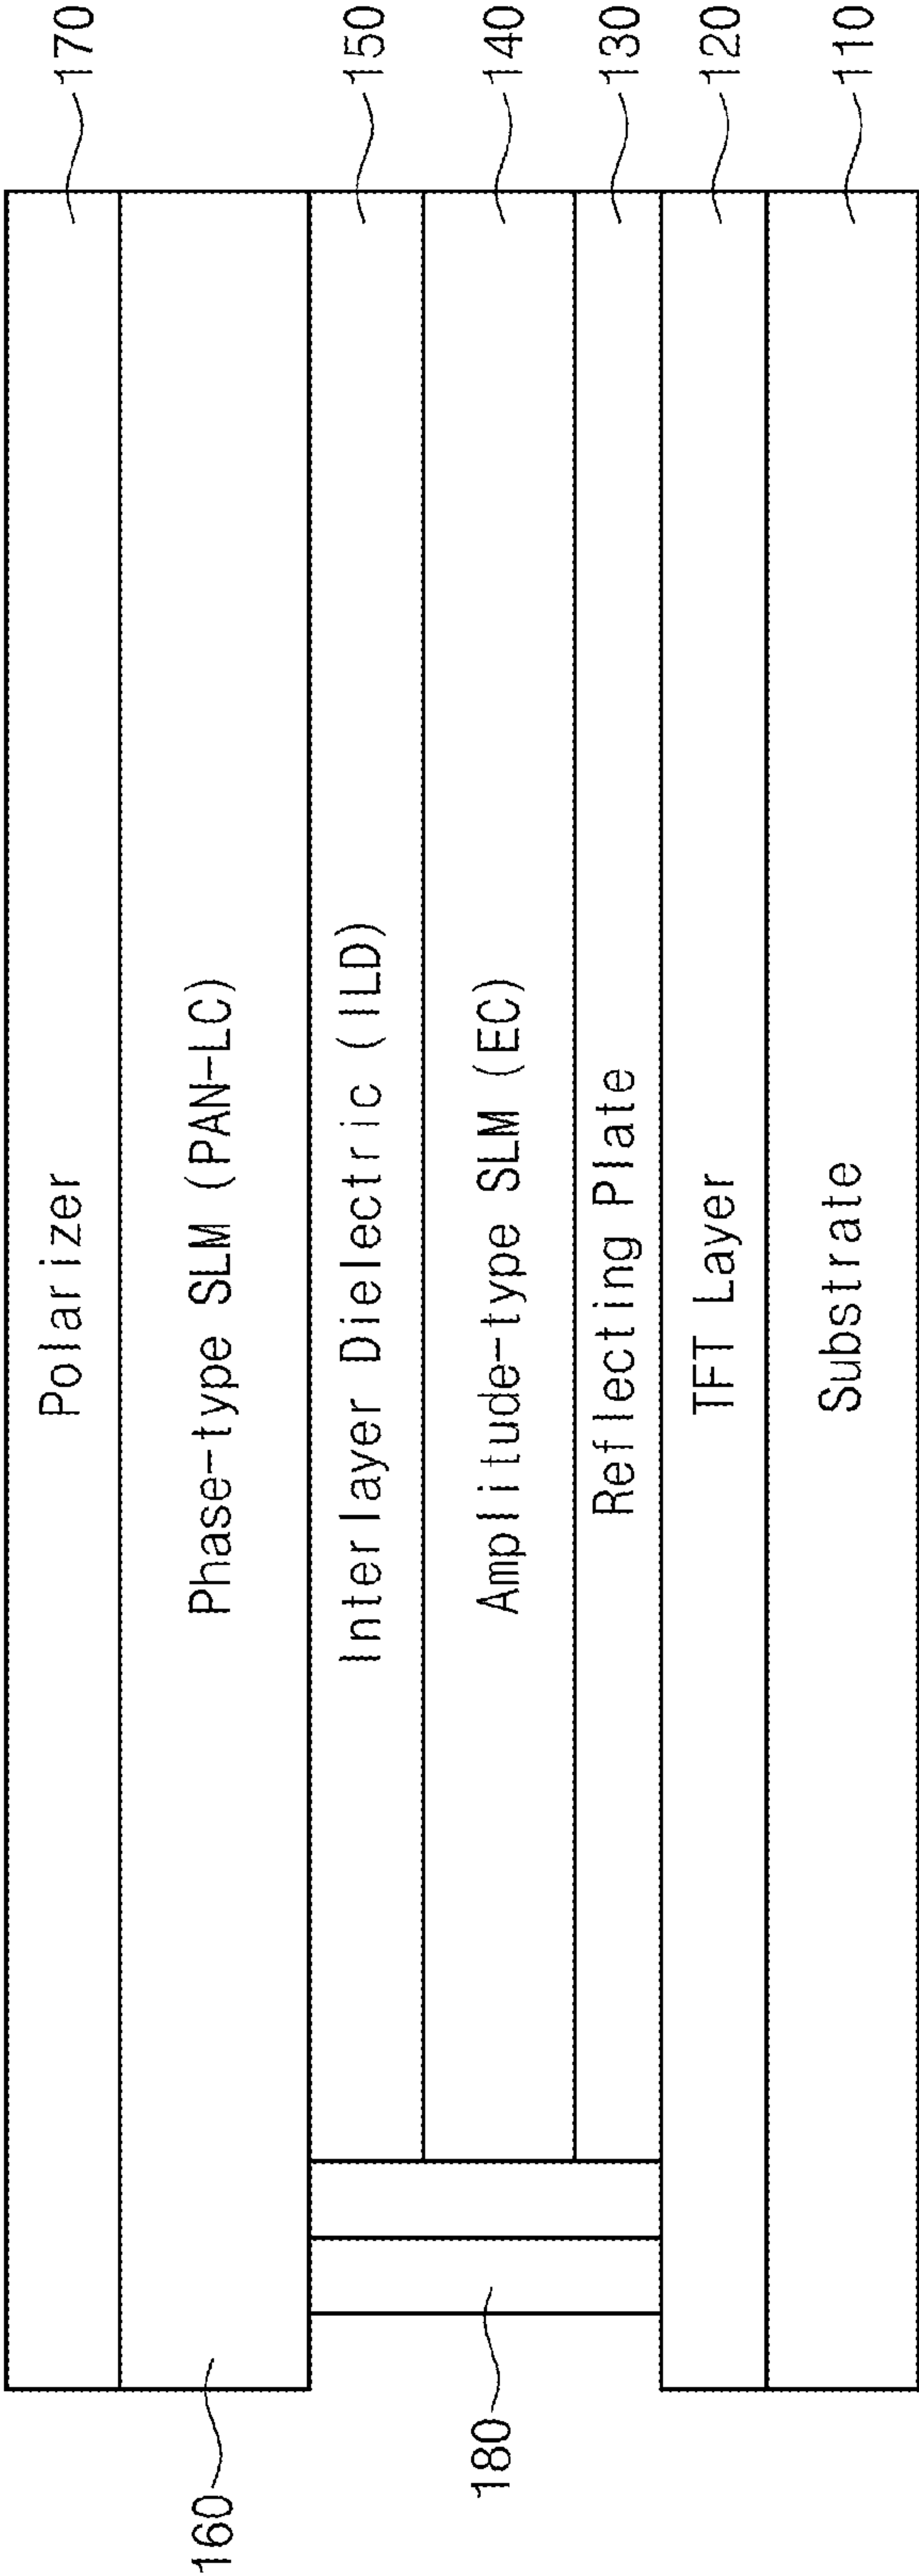 Polarizer
170
Phase-type SLM (PAN-LC)
160
Interlayer Dielectric (ILD)
150
Amplitude-type SLM (EC)
140
Reflecting Plate
130
180
TFT Layer
120
Substrate
110